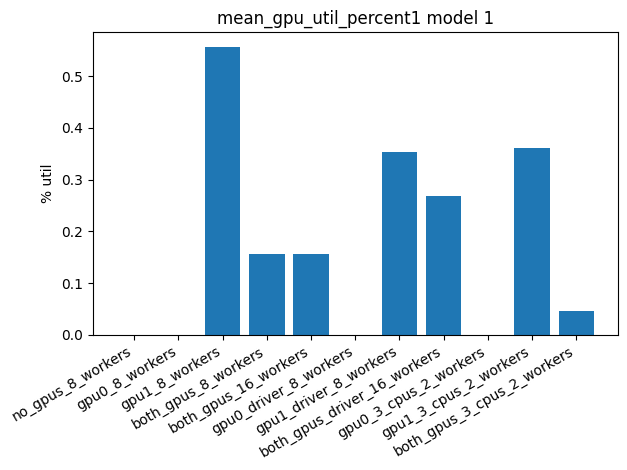 mean_gpu_util_percent1 model 1
% util
0.5
0.4
0.3
0.2
0.1
0.0
no_gpus_8_workers
gpu0_8_workers
gpu1_8_workers
both_gpus_8_workers
both_gpus_16_workers
gpu0_driver_8_workers
gpu1_driver_8_workers
both_gpus_driver_16_workers
gpu0_3_cpus_2_workers
gpu1_3_cpus_2_workers
both_gpus_3_cpus_2_workers